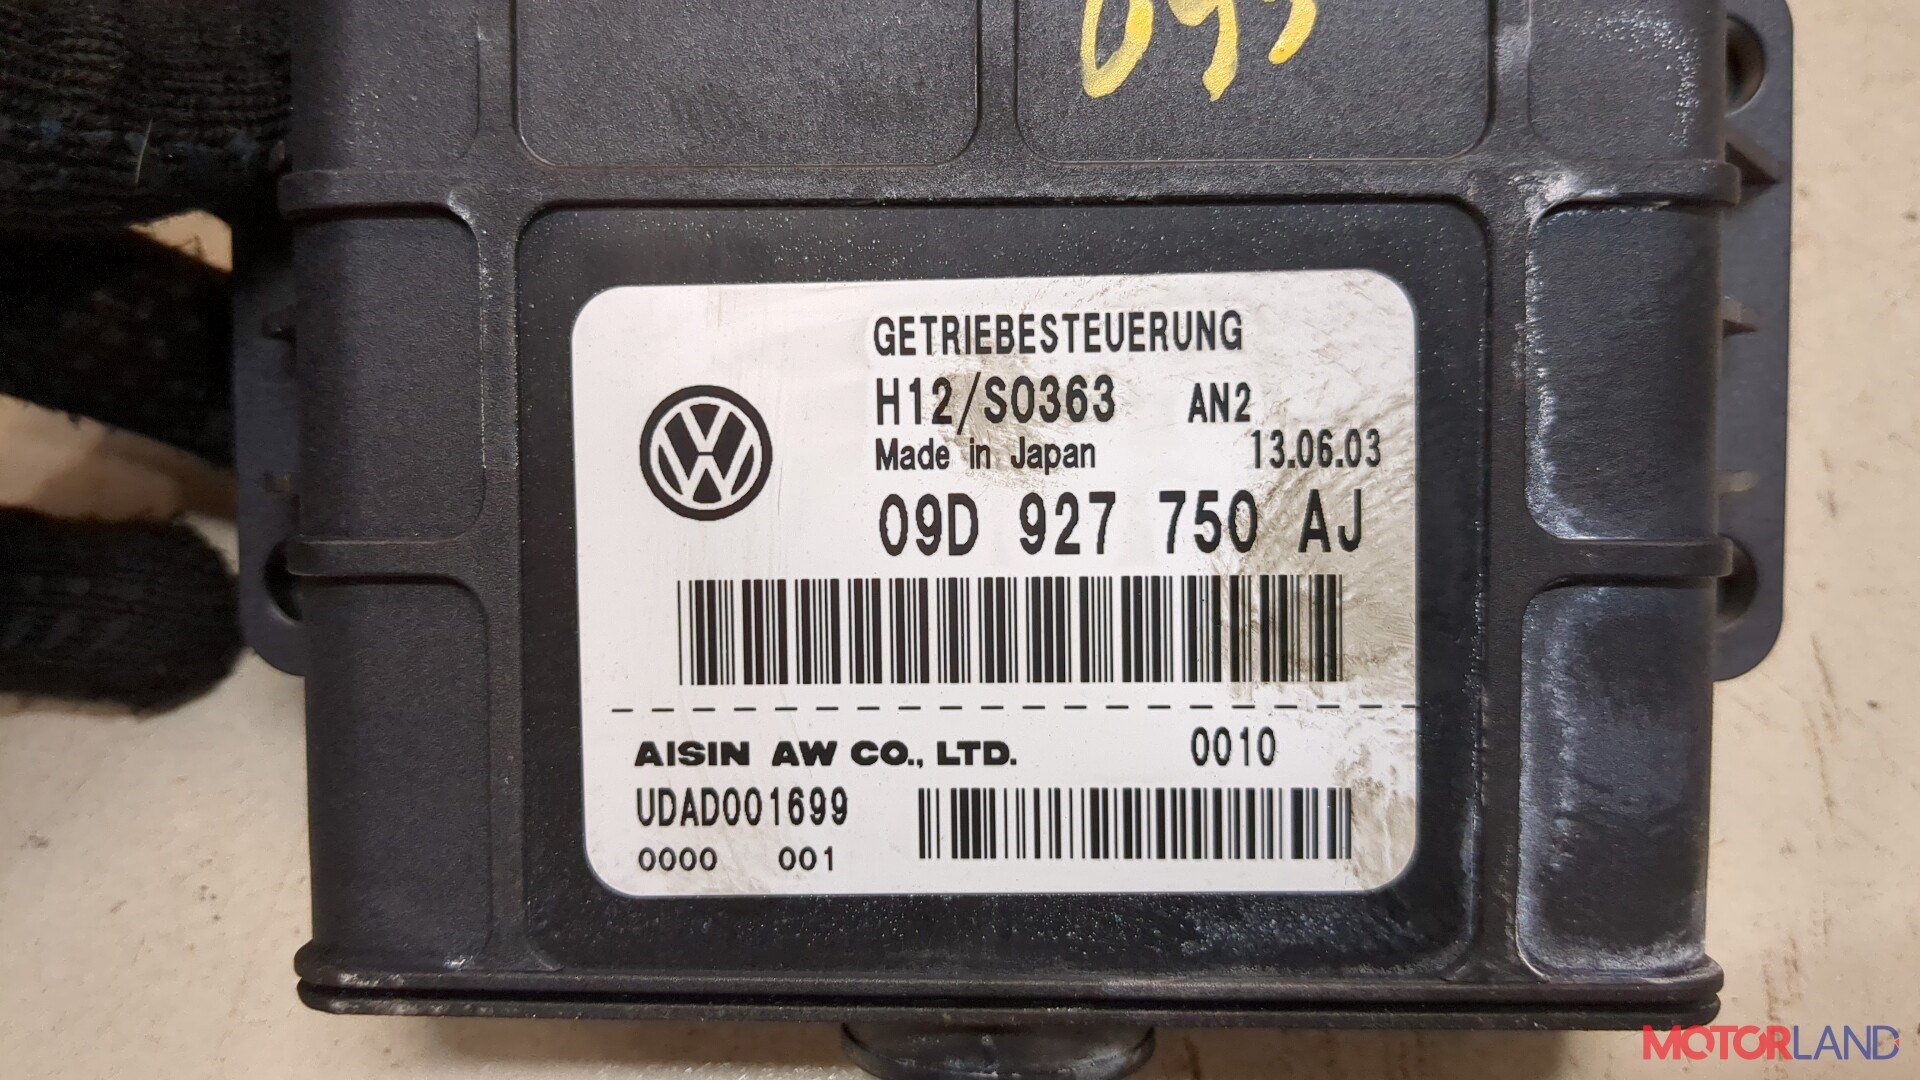 093
GETRIEBESTEUERUNG
H12/S0363 AN2
Made in Japan 13.06.03
09D 927 750 AJ
AISIN AW CO., LTD. 0010
UDAD001699
0000 001
MOTORLAND